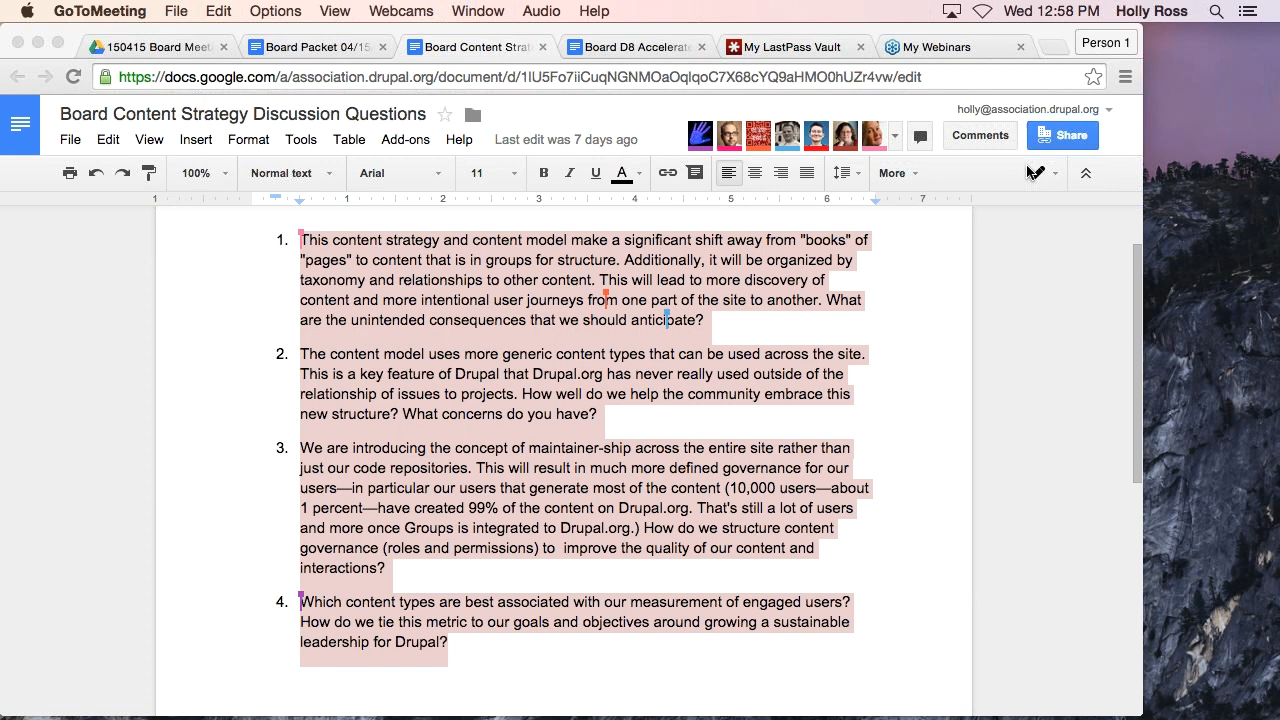 GoToMeeting File Edit Options View Webcams Window Audio Help Wed 12:58 PM Holly Ross
150415 Board Meet Board Packet 04/15 Board Content Strat Board D8 Accelerate My LastPass Vault My Webinars Person 1
https://docs.google.com/a/association.drupal.org/document/d/1IU5Fo7iiCuqNGNMOaOqIqoC7X68cYQ9aHMO0hUZr4vw/edit
Board Content Strategy Discussion Questions holly@association.drupal.org
File Edit View Insert Format Tools Table Add-ons Help Last edit was 7 days ago Comments Share
100% Normal text Arial 11 B I U A More
1 1 2 3 4 5 6 7
1. This content strategy and content model make a significant shift away from "books" of
"pages" to content that is in groups for structure. Additionally, it will be organized by
taxonomy and relationships to other content. This will lead to more discovery of
content and more intentional user journeys from one part of the site to another. What
are the unintended consequences that we should anticipate?
2. The content model uses more generic content types that can be used across the site.
This is a key feature of Drupal that Drupal.org has never really used outside of the
relationship of issues to projects. How well do we help the community embrace this
new structure? What concerns do you have?
3. We are introducing the concept of maintainer-ship across the entire site rather than
just our code repositories. This will result in much more defined governance for our
users—in particular our users that generate most of the content (10,000 users—about
1 percent—have created 99% of the content on Drupal.org. That's still a lot of users
and more once Groups is integrated to Drupal.org.) How do we structure content
governance (roles and permissions) to improve the quality of our content and
interactions?
4. Which content types are best associated with our measurement of engaged users?
How do we tie this metric to our goals and objectives around growing a sustainable
leadership for Drupal?